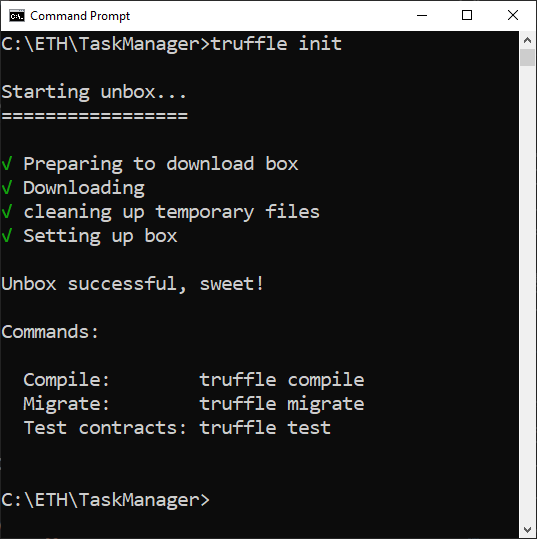 Command Prompt
C:\ETH\TaskManager>truffle init
Starting unbox...
=================
√ Preparing to download box
√ Downloading
√ cleaning up temporary files
√ Setting up box
Unbox successful, sweet!
Commands:
  Compile:        truffle compile
  Migrate:        truffle migrate
  Test contracts: truffle test
C:\ETH\TaskManager>